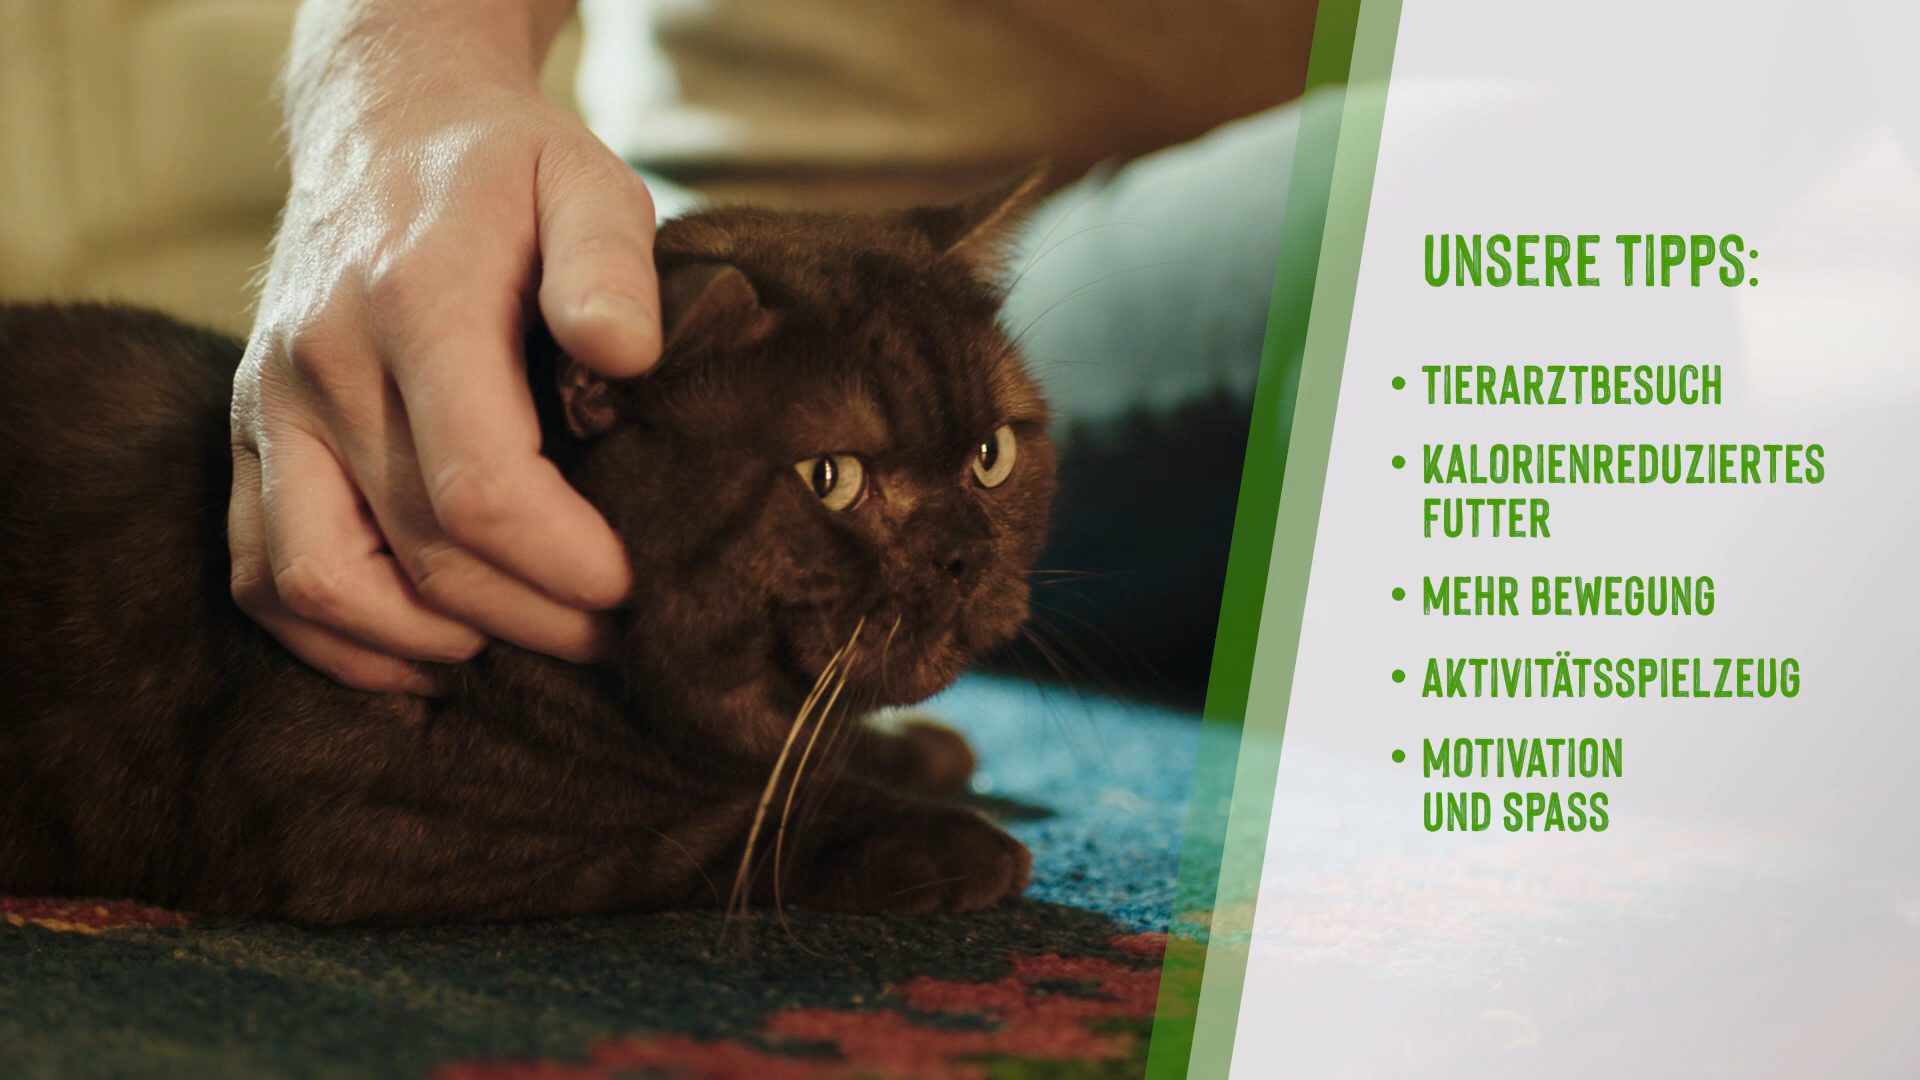 UNSERE TIPPS:
• TIERARZTBESUCH
• KALORIENREDUZIERTES
FUTTER
• MEHR BEWEGUNG
• AKTIVITÄTSSPIELZEUG
• MOTIVATION
UND SPASS